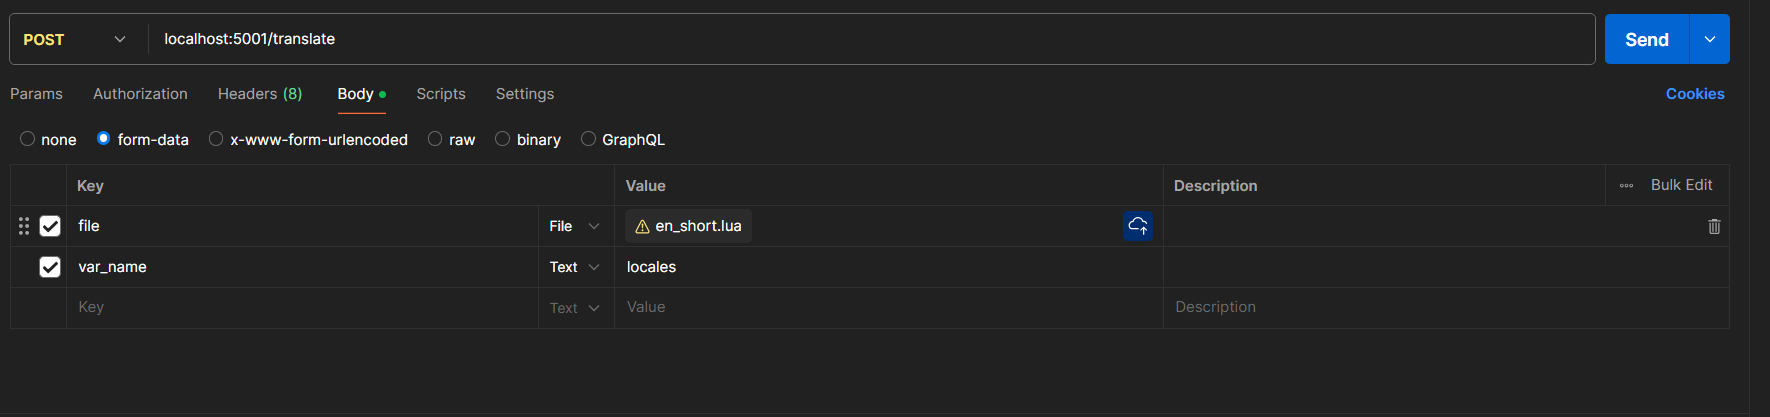 POST localhost:5001/translate Send
Params Authorization Headers (8) Body Scripts Settings Cookies
none form-data x-www-form-urlencoded raw binary GraphQL
Key Value Description Bulk Edit
file File en_short.lua
var_name Text locales
Key Text Value Description